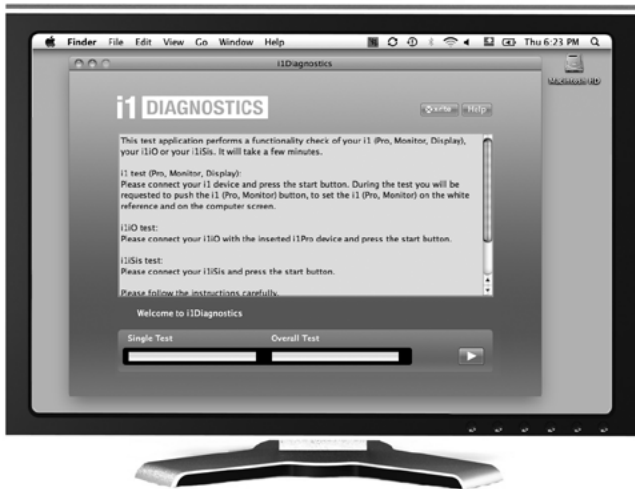 Finder File Edit View Go Window Help Thu 6:23 PM
i1Diagnostics
Macintosh HD
i1 DIAGNOSTICS
Help
This test application performs a functionality check of your i1 (Pro, Monitor, Display),
your i1iO or your i1iSis. It will take a few minutes.
i1 test (Pro, Monitor, Display):
Please connect your i1 device and press the start button. During the test you will be
requested to push the i1 (Pro, Monitor) button, to set the i1 (Pro, Monitor) on the white
reference and on the computer screen.
i1iO test:
Please connect your i1iO with the inserted i1Pro device and press the start button.
i1iSis test:
Please connect your i1iSis and press the start button.
Please follow the instructions carefully.
Welcome to i1Diagnostics
Single Test Overall Test